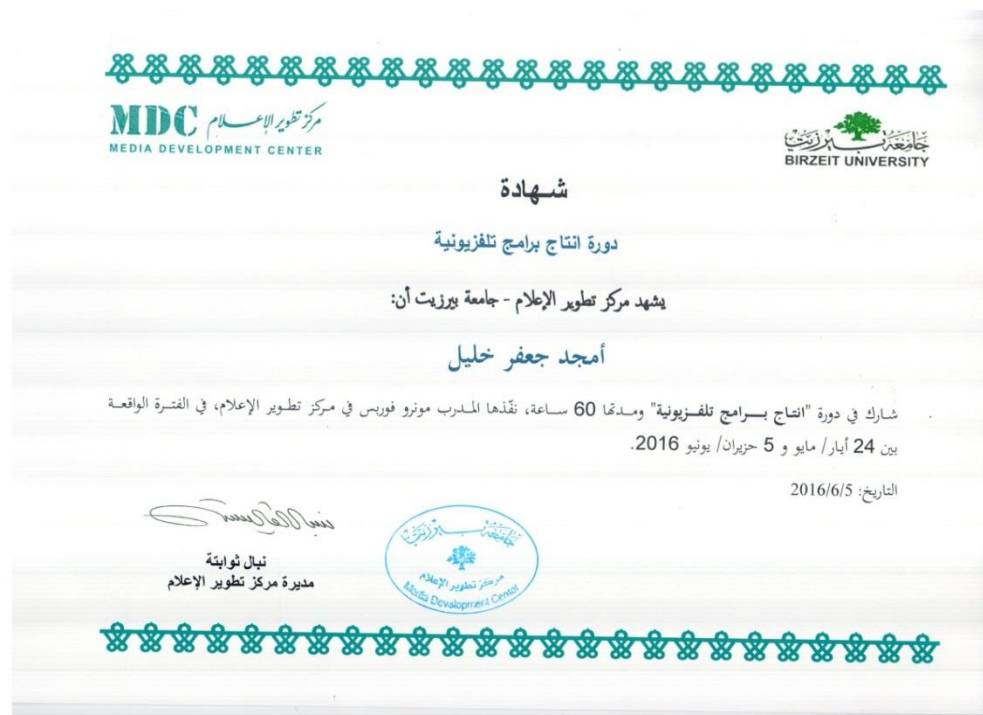 MDC مركز تطوير الإعلام
MEDIA DEVELOPMENT CENTER
جامعة بيرزيت
BIRZEIT UNIVERSITY
شهادة
دورة انتاج برامج تلفزيونية
يشهد مركز تطوير الإعلام - جامعة بيرزيت أن:
أمجد جعفر خليل
شارك في دورة "انتاج برامج تلفزيونية" ومدتها 60 ساعة، نفّذها المدرب مونرو فوربس في مركز تطوير الإعلام، في الفترة الواقعة
بين 24 أيار/ مايو و 5 حزيران/ يونيو 2016.
التاريخ: 2016/6/5
جامعة بيرزيت
مركز تطوير الإعلام
Media Development Center
نبال ثوابتة
مديرة مركز تطوير الإعلام